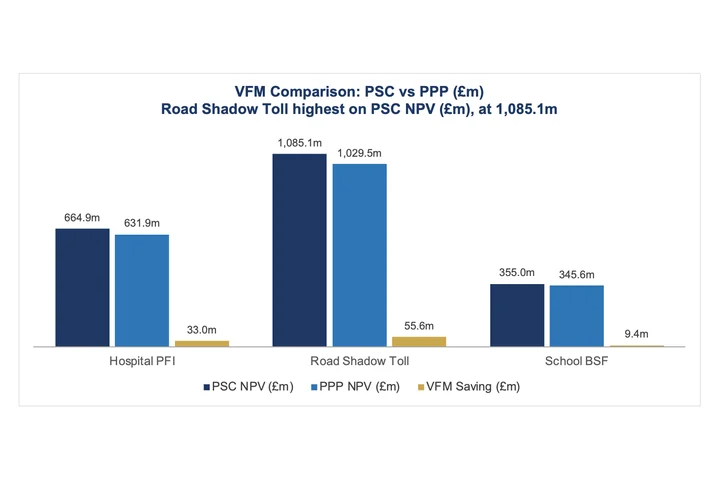 VFM Comparison: PSC vs PPP (£m)
Road Shadow Toll highest on PSC NPV (£m), at 1,085.1m
664.9m
631.9m
33.0m
1,085.1m
1,029.5m
55.6m
355.0m
345.6m
9.4m
Hospital PFI
Road Shadow Toll
School BSF
PSC NPV (£m)
PPP NPV (£m)
VFM Saving (£m)